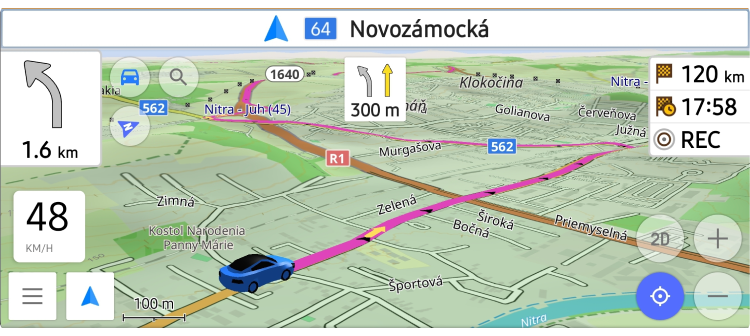 64 Novozámocká
1.6 km
300 m
120 km
17:58
REC
1640
Klokočina
Nitra -
562
Nitra - Juh (45)
Golianova
Červeňova
Južná
Murgašova
562
R1
Zimná
Zelená
Široká
Bočná
Priemyselná
Kostol Narodenia
Panny Márie
48
KM/H
2D
Športová
150
100 m
Nitra